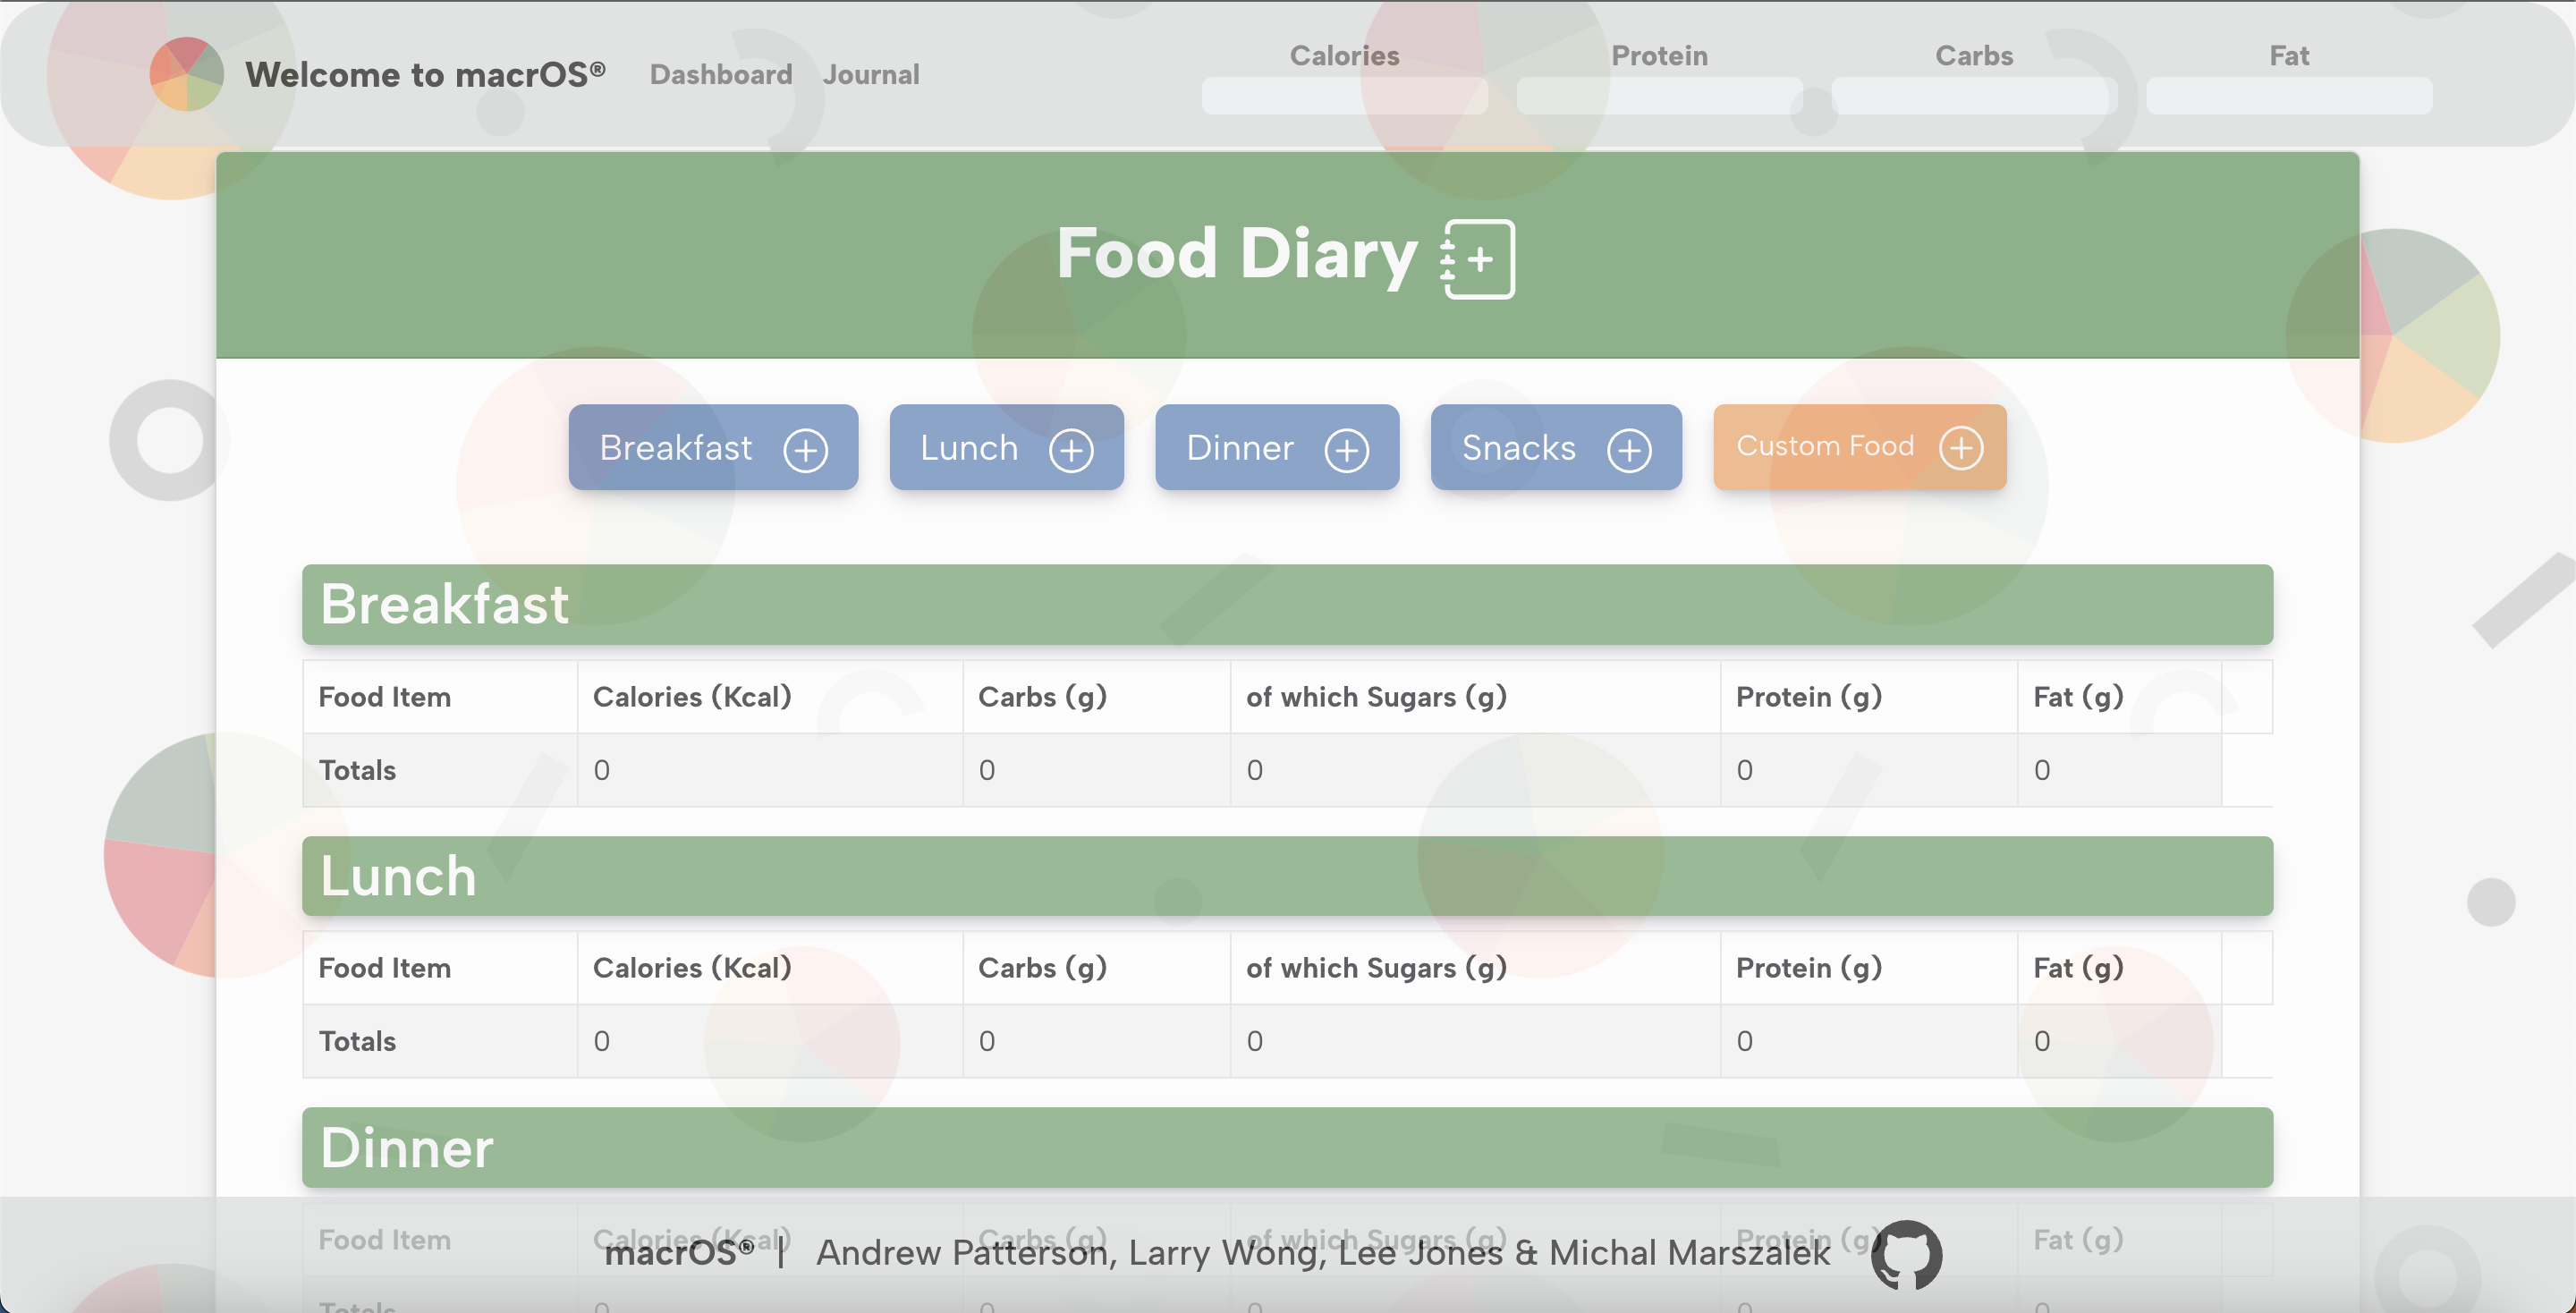 Welcome to macrOS® Dashboard Journal Calories Protein Carbs Fat
Food Diary
Breakfast Lunch Dinner Snacks Custom Food
Breakfast
Food Item Calories (Kcal) Carbs (g) of which Sugars (g) Protein (g) Fat (g)
Totals 0 0 0 0 0
Lunch
Food Item Calories (Kcal) Carbs (g) of which Sugars (g) Protein (g) Fat (g)
Totals 0 0 0 0 0
Dinner
Food Item Calories (Kcal) Carbs (g) of which Sugars (g) Protein (g) Fat (g)
macrOS® | Andrew Patterson, Larry Wong, Lee Jones & Michal Marszalek
Totals 0 0 0 0 0